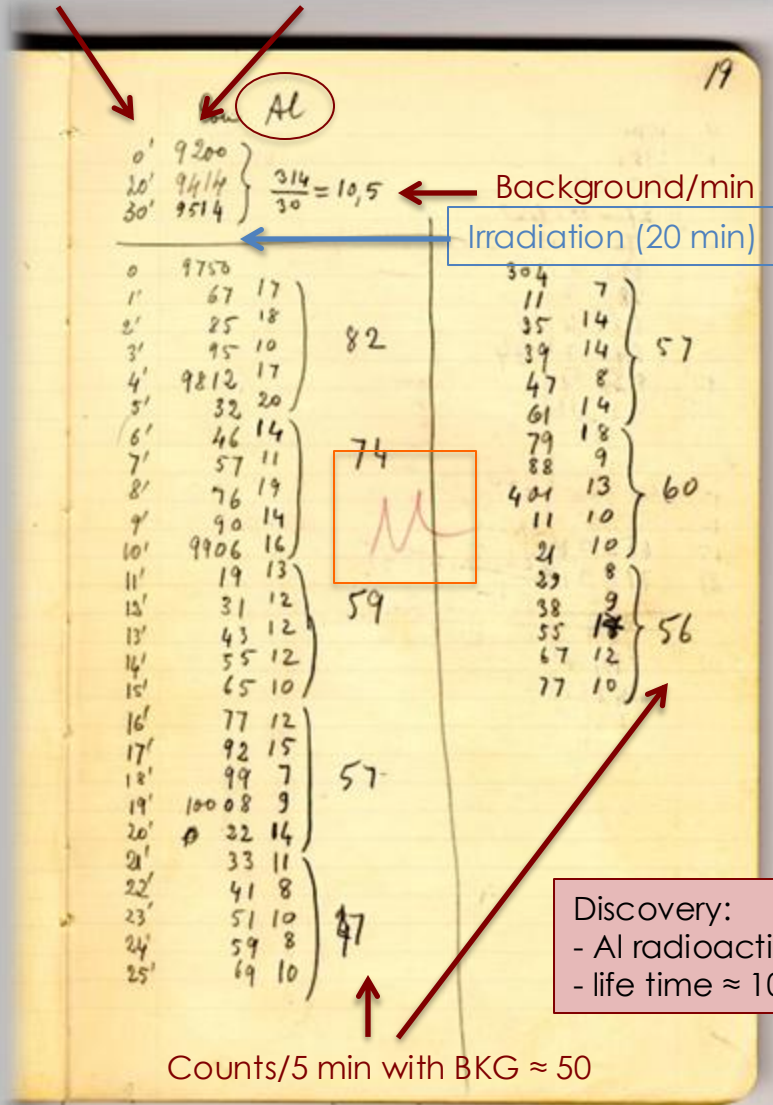 19
Al
0' 9200
20' 9414
30' 9514
314/30 = 10,5
Background/min
Irradiation (20 min)
0 9750
1' 67 17
2' 85 18
3' 95 10
4' 9812 17
5' 32 20
82
6' 46 14
7' 57 11
8' 76 19
9' 90 14
10' 9906 16
74
11' 19 13
12' 31 12
13' 43 12
14' 55 12
15' 65 10
59
16' 77 12
17' 92 15
18' 99 7
19' 10008 9
20' 22 14
57
21' 33 11
22' 41 8
23' 51 10
24' 59 8
25' 69 10
47
304
11 7
35 14
39 14
47 8
61 14
57
79 18
88 9
401 13
11 10
21 10
60
29 8
38 9
55
67 12
77 10
56
Discovery:
- Al radioacti
- life time ≈ 10
Counts/5 min with BKG ≈ 50